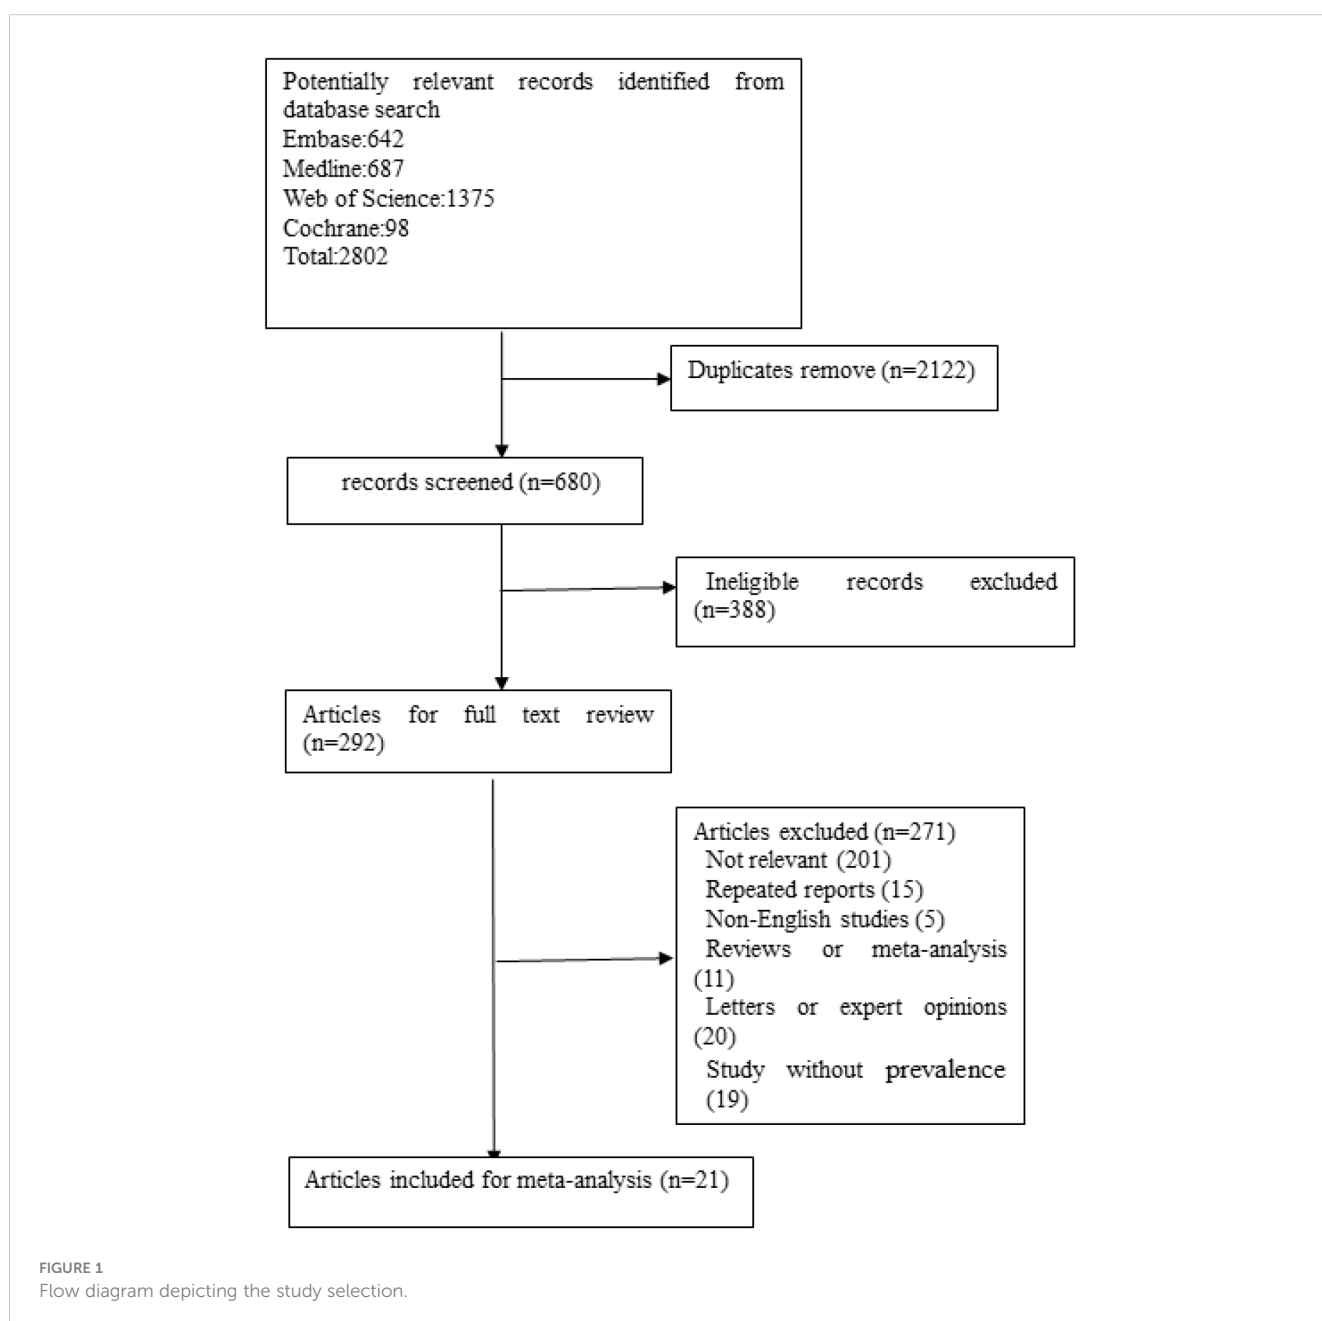 Potentially relevant records identified from
database search
Embase:642
Medline:687
Web of Science:1375
Cochrane:98
Total:2802
Duplicates remove (n=2122)
records screened (n=680)
Ineligible records excluded
(n=388)
Articles for full text review
(n=292)
Articles excluded (n=271)
Not relevant (201)
Repeated reports (15)
Non-English studies (5)
Reviews or meta-analysis
(11)
Letters or expert opinions
(20)
Study without prevalence
(19)
Articles included for meta-analysis (n=21)
FIGURE 1
Flow diagram depicting the study selection.